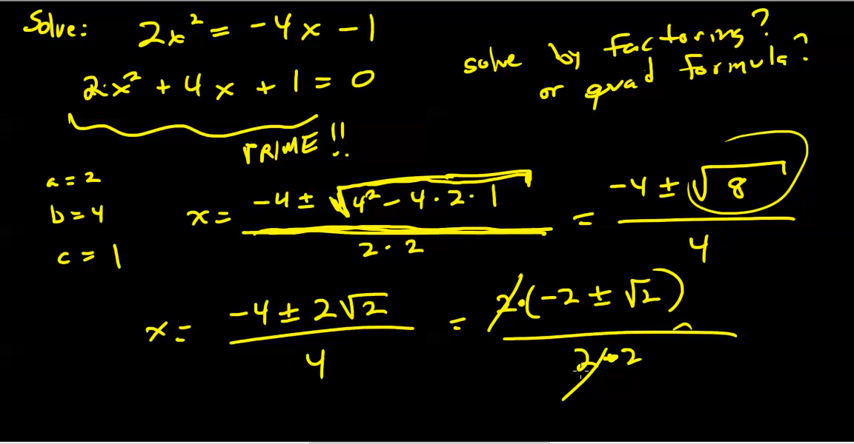 Solve: 2x² = -4x - 1
solve by factoring?
or quad formula?
2x² + 4x + 1 = 0
PRIME!!
a = 2
b = 4
c = 1
x = (-4 ± √(4² - 4 · 2 · 1)) / (2 · 2) = (-4 ± √8) / 4
x = (-4 ± 2√2) / 4 = 2·(-2 ± √2) / (2 · 2)